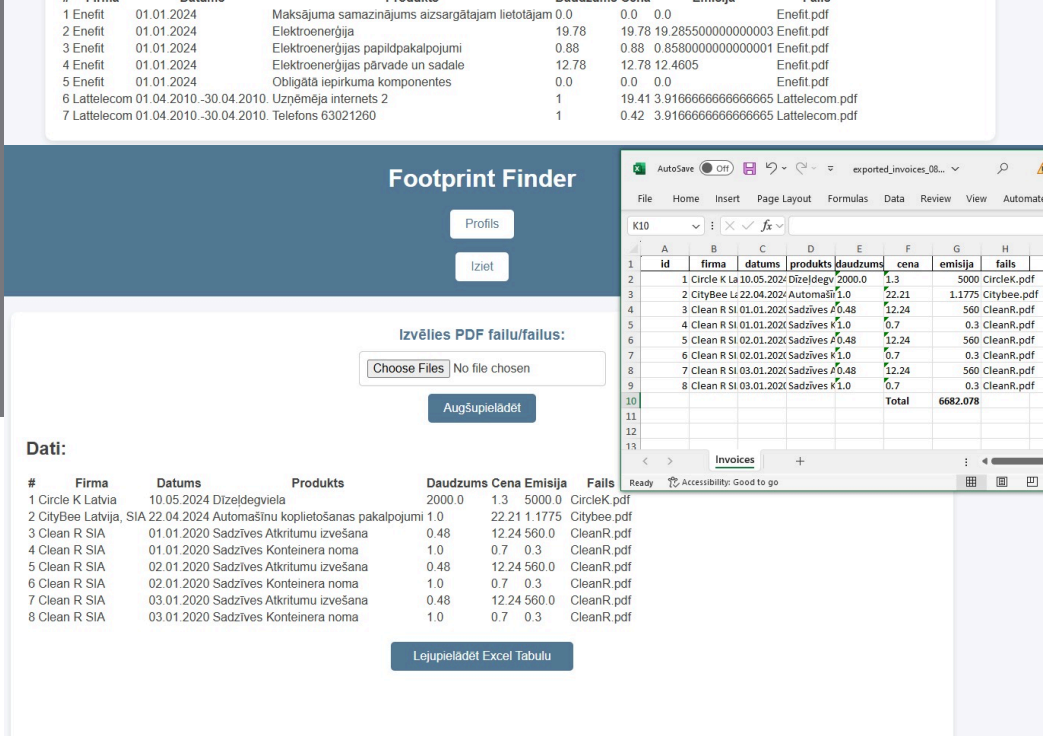 # Firma Datums Produkts Daudzums Cena Emisija Fails
1 Enefit 01.01.2024 Maksājuma samazinājums aizsargātajam lietotājam 0.0 0.0 0.0 Enefit.pdf
2 Enefit 01.01.2024 Elektroenerģija 19.78 19.78 19.285500000000003 Enefit.pdf
3 Enefit 01.01.2024 Elektroenerģijas papildpakalpojumi 0.88 0.88 0.8580000000000001 Enefit.pdf
4 Enefit 01.01.2024 Elektroenerģijas pārvade un sadale 12.78 12.78 12.4605 Enefit.pdf
5 Enefit 01.01.2024 Obligātā iepirkuma komponentes 0.0 0.0 0.0 Enefit.pdf
6 Lattelecom 01.04.2010.-30.04.2010. Uzņēmēja internets 2 1 19.41 3.9166666666666665 Lattelecom.pdf
7 Lattelecom 01.04.2010.-30.04.2010. Telefons 63021260 1 0.42 3.9166666666666665 Lattelecom.pdf
Footprint Finder
Profils
Iziet
Izvēlies PDF failu/failus:
Choose Files No file chosen
Augšupielādēt
Dati:
# Firma Datums Produkts Daudzums Cena Emisija Fails
1 Circle K Latvia 10.05.2024 Dīzeļdegviela 2000.0 1.3 5000.0 CircleK.pdf
2 CityBee Latvija, SIA 22.04.2024 Automašīnu koplietošanas pakalpojumi 1.0 22.21 1.1775 Citybee.pdf
3 Clean R SIA 01.01.2020 Sadzīves Atkritumu izvešana 0.48 12.24 560.0 CleanR.pdf
4 Clean R SIA 01.01.2020 Sadzīves Konteinera noma 1.0 0.7 0.3 CleanR.pdf
5 Clean R SIA 02.01.2020 Sadzīves Atkritumu izvešana 0.48 12.24 560.0 CleanR.pdf
6 Clean R SIA 02.01.2020 Sadzīves Konteinera noma 1.0 0.7 0.3 CleanR.pdf
7 Clean R SIA 03.01.2020 Sadzīves Atkritumu izvešana 0.48 12.24 560.0 CleanR.pdf
8 Clean R SIA 03.01.2020 Sadzīves Konteinera noma 1.0 0.7 0.3 CleanR.pdf
Lejupielādēt Excel Tabulu
AutoSave Off exported_invoices_08...
File Home Insert Page Layout Formulas Data Review View Automate
K10 fx
A B C D E F G H
1 id firma datums produkts daudzums cena emisija fails
2 1 Circle K La 10.05.2024 Dīzeļdegv 2000.0 1.3 5000 CircleK.pdf
3 2 CityBee La 22.04.2024 Automašīn 1.0 22.21 1.1775 Citybee.pdf
4 3 Clean R SI 01.01.2020 Sadzīves A 0.48 12.24 560 CleanR.pdf
5 4 Clean R SI 01.01.2020 Sadzīves K 1.0 0.7 0.3 CleanR.pdf
6 5 Clean R SI 02.01.2020 Sadzīves A 0.48 12.24 560 CleanR.pdf
7 6 Clean R SI 02.01.2020 Sadzīves K 1.0 0.7 0.3 CleanR.pdf
8 7 Clean R SI 03.01.2020 Sadzīves A 0.48 12.24 560 CleanR.pdf
9 8 Clean R SI 03.01.2020 Sadzīves K 1.0 0.7 0.3 CleanR.pdf
10 Total 6682.078
11
12
13
Invoices
Ready Accessibility: Good to go